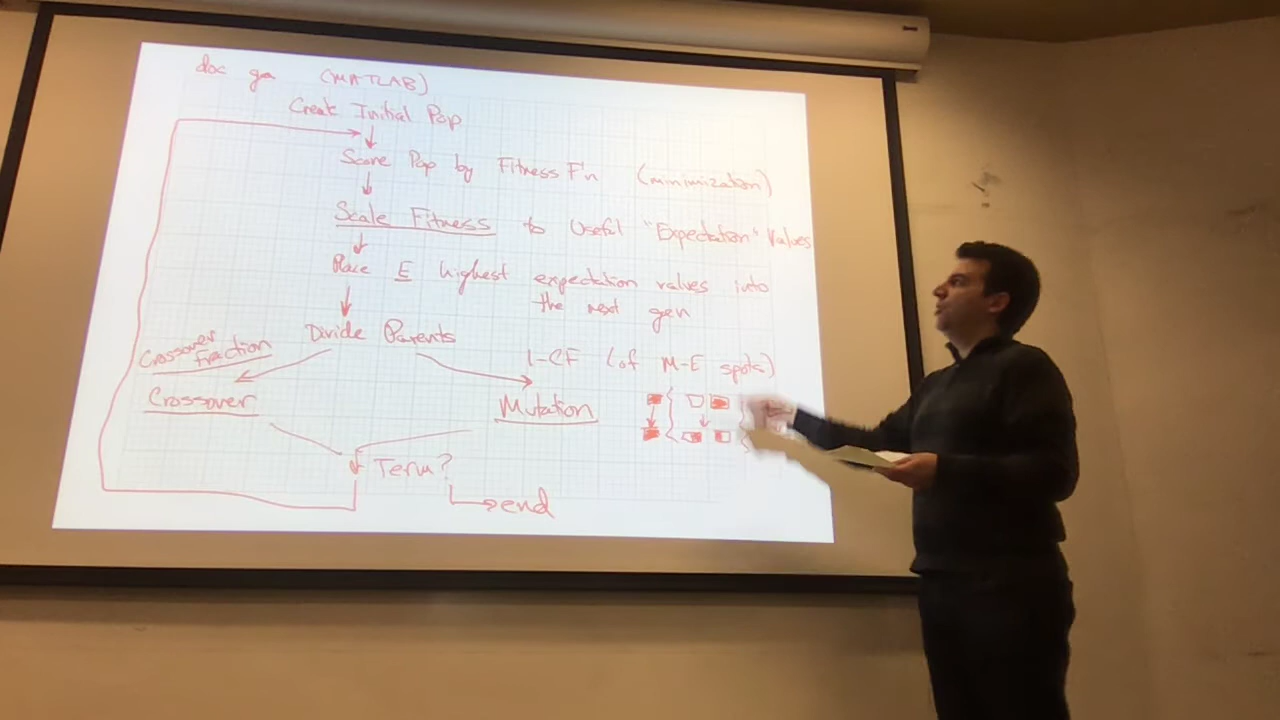 doc ga (MATLAB)
Create Initial Pop
Score Pop by Fitness F'n (minimization)
Scale Fitness to Useful "Expectation" Values
Place E highest expectation values into
the next gen
Divide Parents
Crossover
Fraction
1-CF (of M-E spots)
Crossover
Mutation
Term?
end